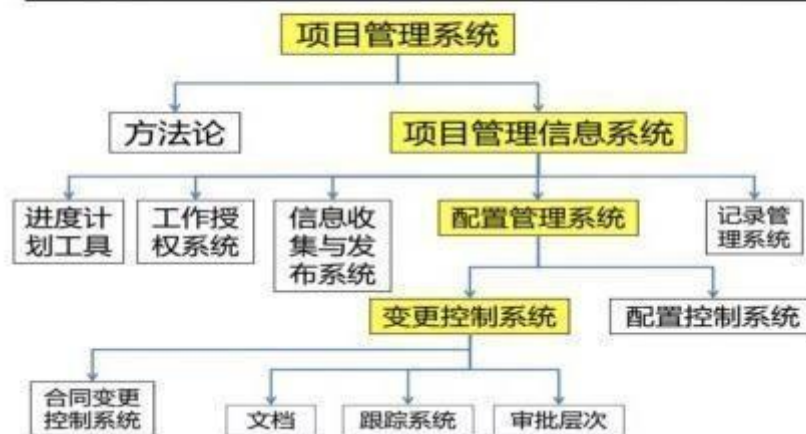 项目管理系统
方法论
项目管理信息系统
进度计
划工具
工作授
权系统
信息收
集与发
布系统
配置管理系统
记录管
理系统
变更控制系统
配置控制系统
合同变更
控制系统
文档
跟踪系统
审批层次